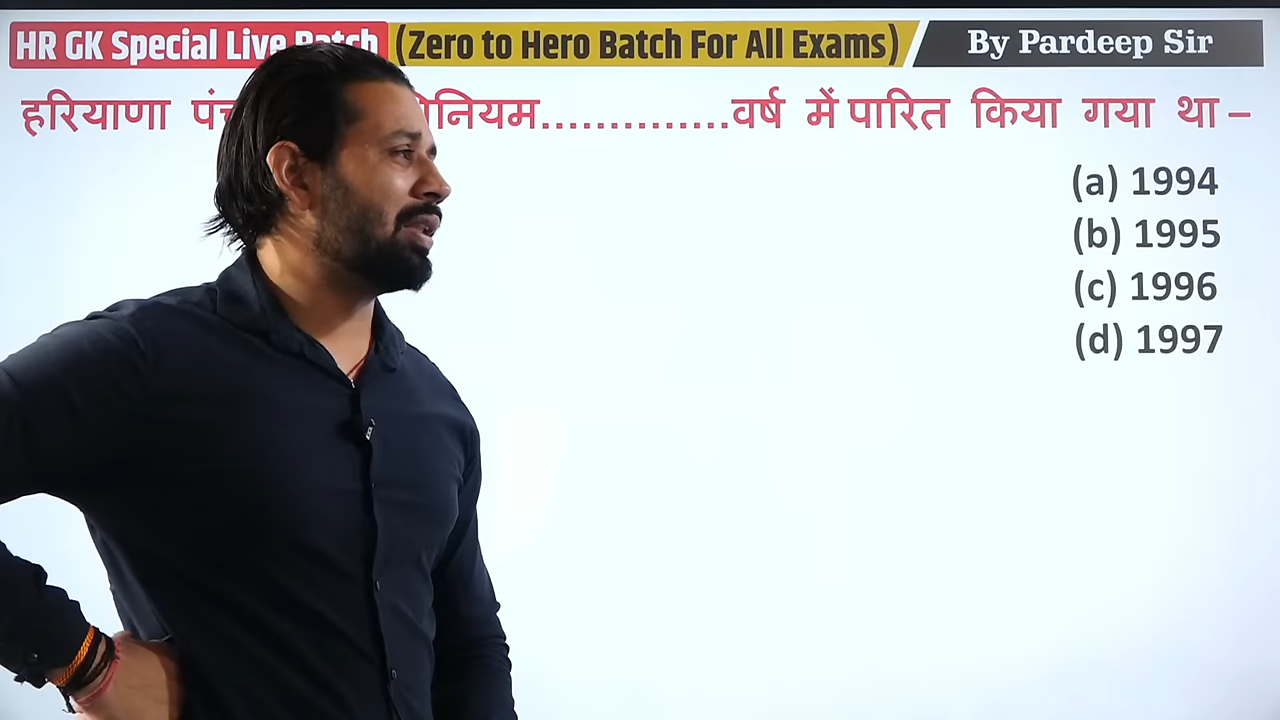 HR GK Special Live Batch (Zero to Hero Batch For All Exams) By Pardeep Sir
हरियाणा ..............वर्ष में पारित किया गया था –
(a) 1994
(b) 1995
(c) 1996
(d) 1997